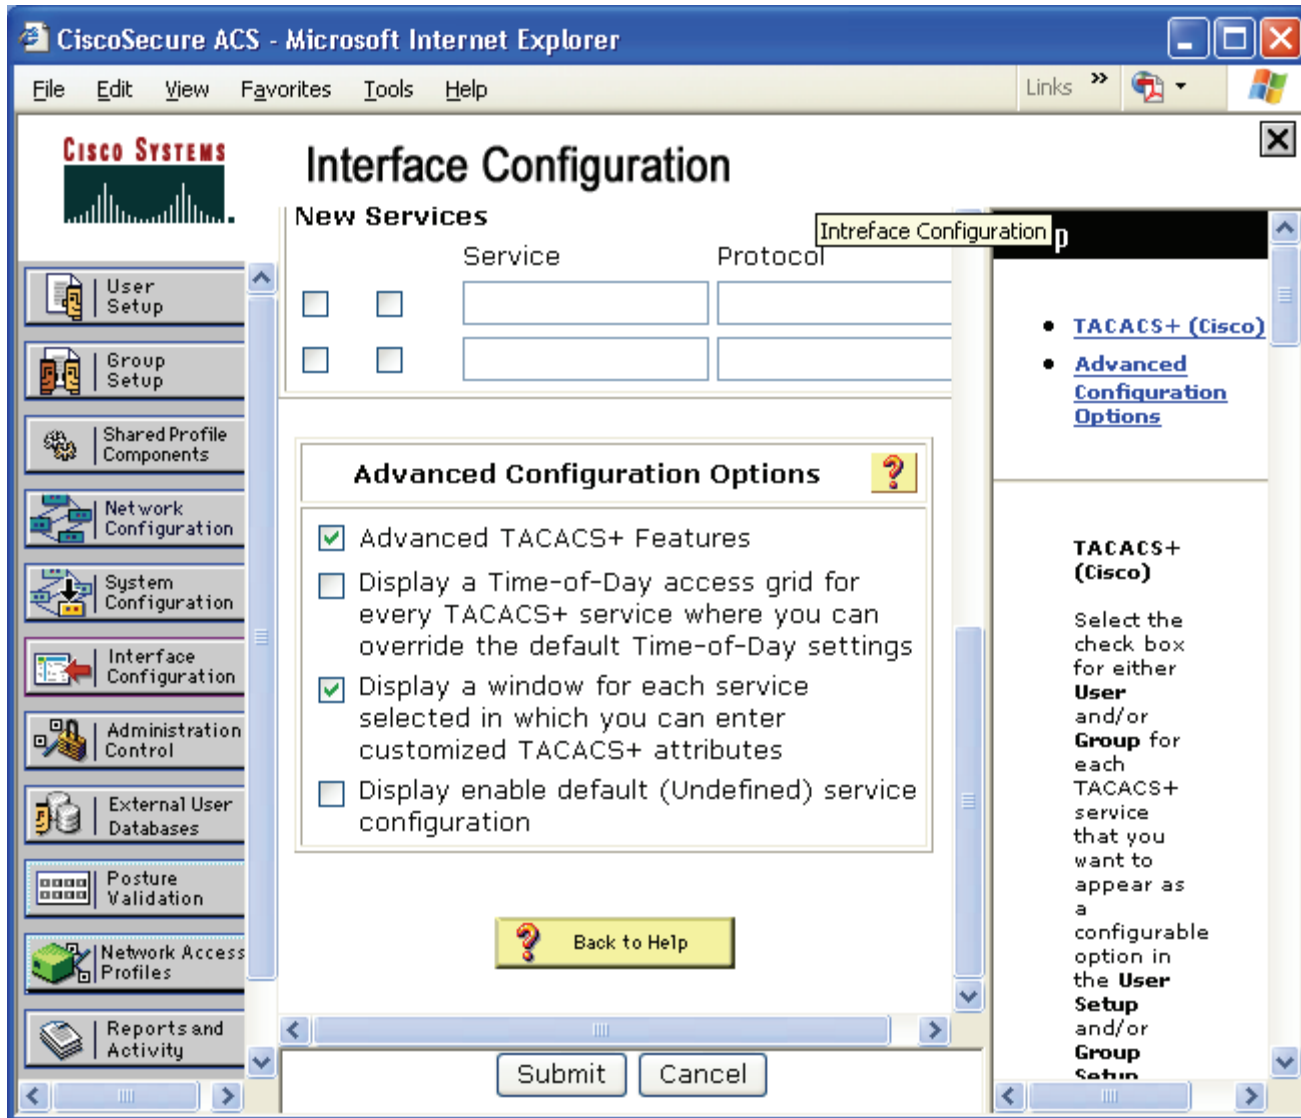 CiscoSecure ACS - Microsoft Internet Explorer
File Edit View Favorites Tools Help
Links »
CISCO SYSTEMS
Interface Configuration
User
Setup
Group
Setup
Shared Profile
Components
Network
Configuration
System
Configuration
Interface
Configuration
Administration
Control
External User
Databases
Posture
Validation
Network Access
Profiles
Reports and
Activity
New Services
Intreface Configuration
Service Protocol
Advanced Configuration Options
Advanced TACACS+ Features
Display a Time-of-Day access grid for
every TACACS+ service where you can
override the default Time-of-Day settings
Display a window for each service
selected in which you can enter
customized TACACS+ attributes
Display enable default (Undefined) service
configuration
Back to Help
Submit Cancel
p
TACACS+ (Cisco)
Advanced
Configuration
Options
TACACS+
(Cisco)
Select the
check box
for either
User
and/or
Group for
each
TACACS+
service
that you
want to
appear as
a
configurable
option in
the User
Setup
and/or
Group
Setup